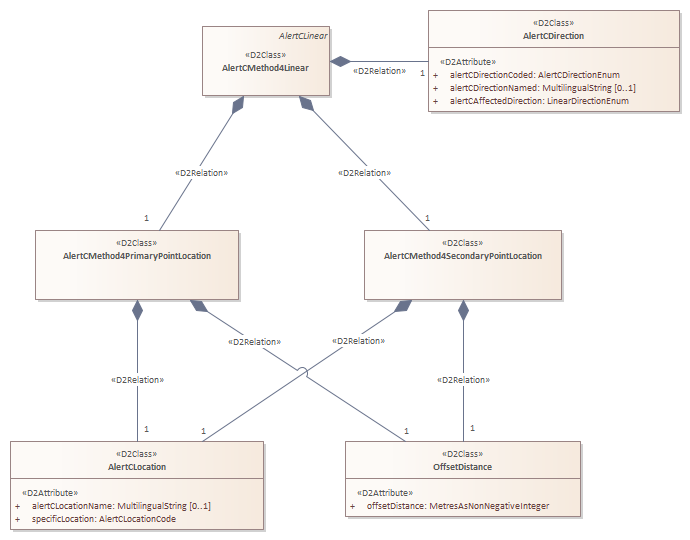 AlertCLinear
«D2Class»
AlertCMethod4Linear
«D2Class»
AlertCDirection
«D2Attribute»
+ alertCDirectionCoded: AlertCDirectionEnum
+ alertCDirectionNamed: MultilingualString [0..1]
+ alertCAffectedDirection: LinearDirectionEnum
«D2Relation»
1
«D2Relation»
«D2Relation»
1
1
«D2Class»
AlertCMethod4PrimaryPointLocation
«D2Class»
AlertCMethod4SecondaryPointLocation
«D2Relation»
«D2Relation»
«D2Relation»
«D2Relation»
1
1
1
1
«D2Class»
AlertCLocation
«D2Attribute»
+ alertCLocationName: MultilingualString [0..1]
+ specificLocation: AlertCLocationCode
«D2Class»
OffsetDistance
«D2Attribute»
+ offsetDistance: MetresAsNonNegativeInteger